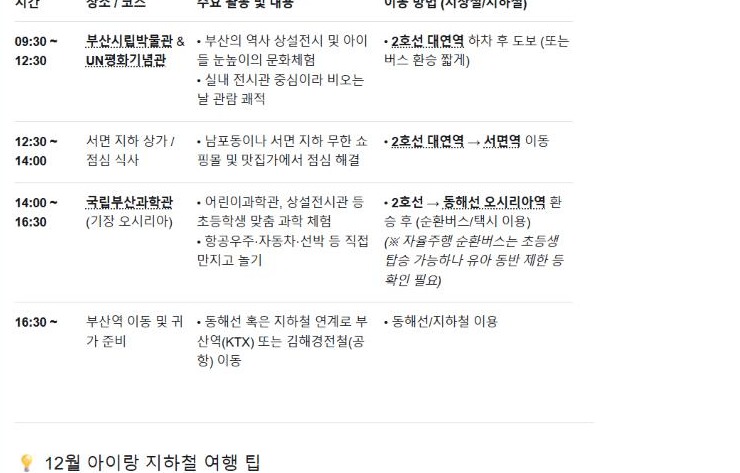 시간 장소 / 코스 주요 활동 및 내용 이동 방법 (지상철/지하철)
09:30 ~ 부산시립박물관 & • 부산의 역사 상설전시 및 아이 • 2호선 대연역 하차 후 도보 (또는
12:30 UN평화기념관 들 눈높이의 문화체험 버스 환승 짧게)
• 실내 전시관 중심이라 비오는
날 관람 쾌적
12:30 ~ 서면 지하 상가 / • 남포동이나 서면 지하 무한 쇼 • 2호선 대연역 → 서면역 이동
14:00 점심 식사 핑몰 및 맛집가에서 점심 해결
14:00 ~ 국립부산과학관 • 어린이과학관, 상설전시관 등 • 2호선 → 동해선 오시리아역 환
16:30 (기장 오시리아) 초등학생 맞춤 과학 체험 승 후 (순환버스/택시 이용)
• 항공우주·자동차·선박 등 직접 (※ 자율주행 순환버스는 초등생
만지고 놀기 탑승 가능하나 유아 동반 제한 등
확인 필요)
16:30 ~ 부산역 이동 및 귀 • 동해선 혹은 지하철 연계로 부 • 동해선/지하철 이용
가 준비 산역(KTX) 또는 김해경전철(공
항) 이동
12월 아이랑 지하철 여행 팁